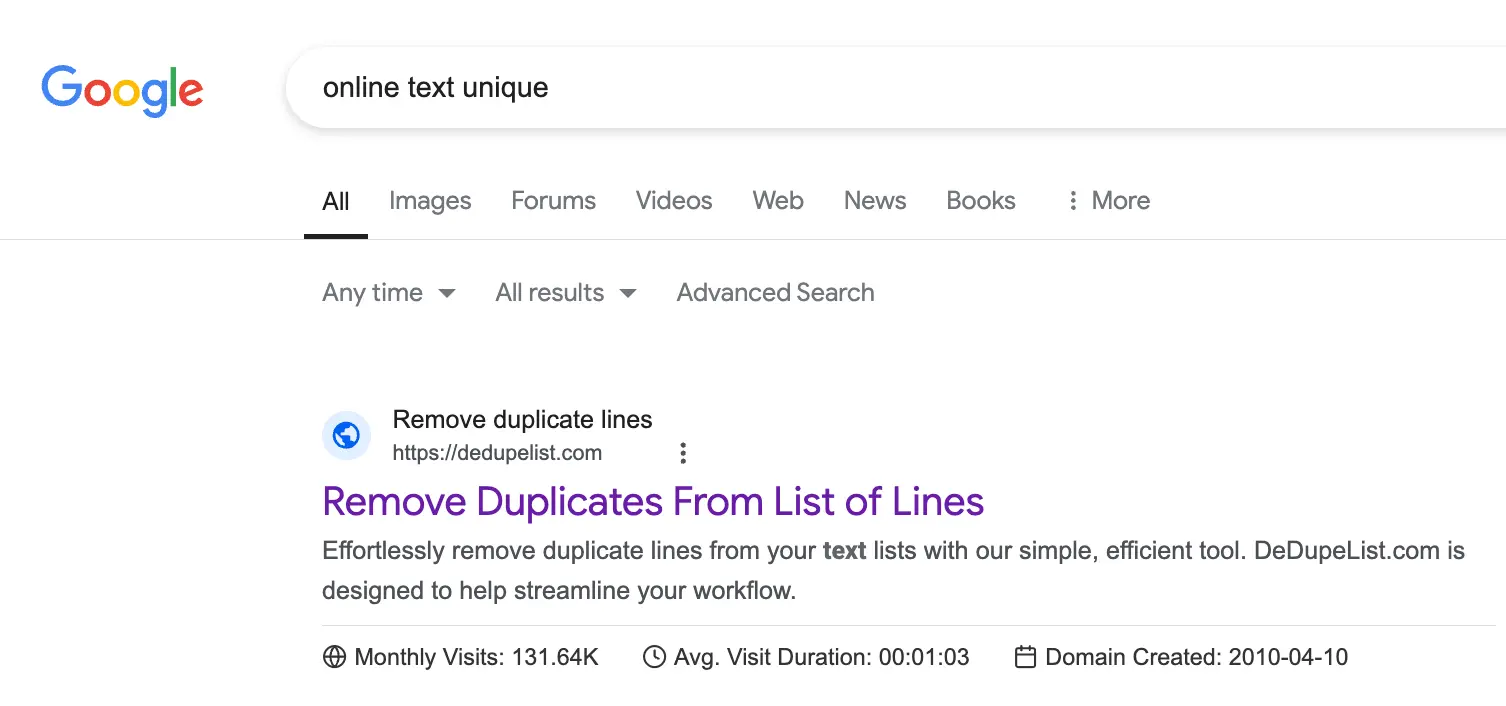 Google
online text unique
All Images Forums Videos Web News Books More
Any time All results Advanced Search
Remove duplicate lines
https://dedupelist.com
Remove Duplicates From List of Lines
Effortlessly remove duplicate lines from your text lists with our simple, efficient tool. DeDupeList.com is
designed to help streamline your workflow.
Monthly Visits: 131.64K Avg. Visit Duration: 00:01:03 Domain Created: 2010-04-10